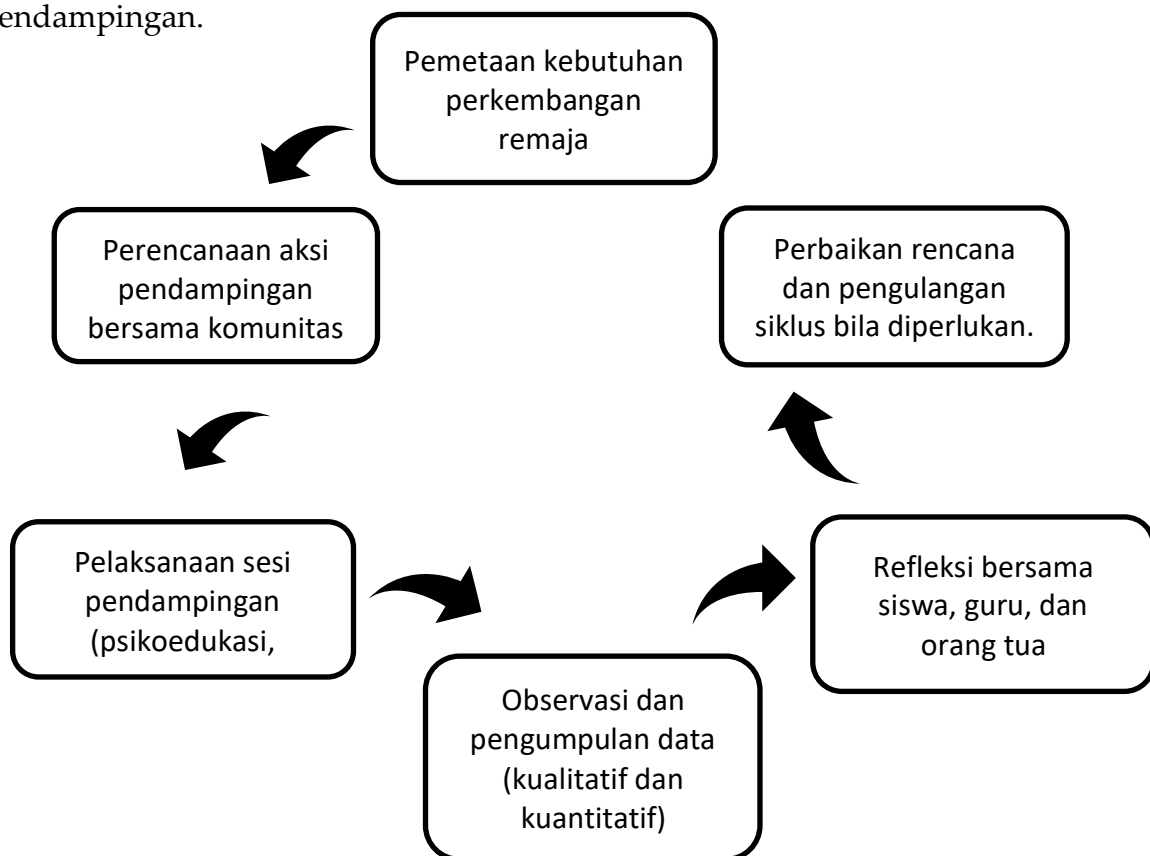 endampingan.
Pemetaan kebutuhan
perkembangan
remaja
Perencanaan aksi
pendampingan
bersama komunitas
Pelaksanaan sesi
pendampingan
(psikoedukasi,
Observasi dan
pengumpulan data
(kualitatif dan
kuantitatif)
Refleksi bersama
siswa, guru, dan
orang tua
Perbaikan rencana
dan pengulangan
siklus bila diperlukan.